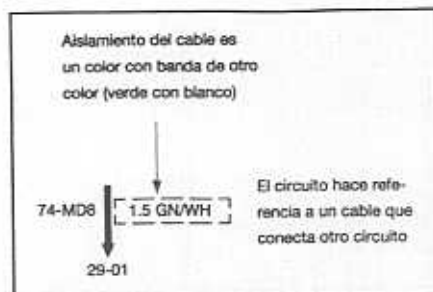 Aislamiento del cable es
un color con banda de otro
color (verde con blanco)
74-MD8
1.5 GN/WH
El circuito hace refe-
rencia a un cable que
conecta otro circuito
29-01